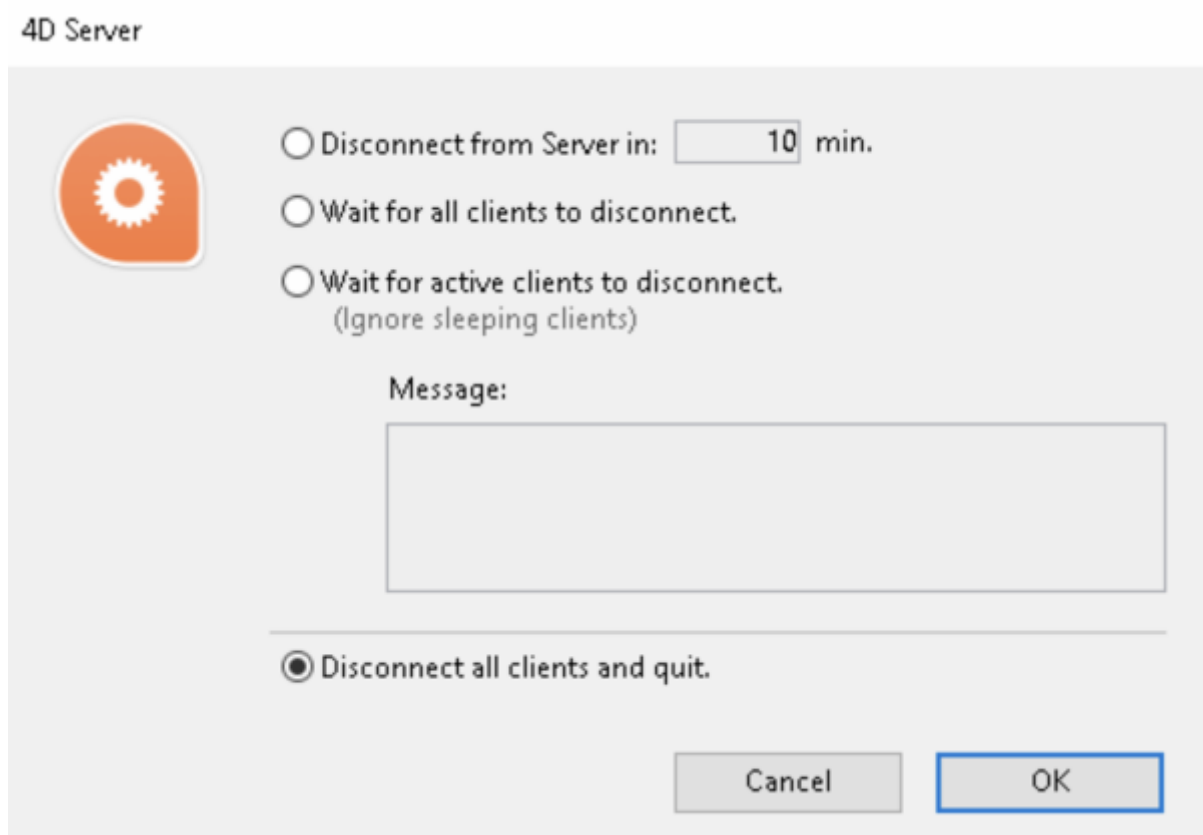 4D Server
Disconnect from Server in: 10 min.
Wait for all clients to disconnect.
Wait for active clients to disconnect.
(Ignore sleeping clients)
Message:
Disconnect all clients and quit.
Cancel OK